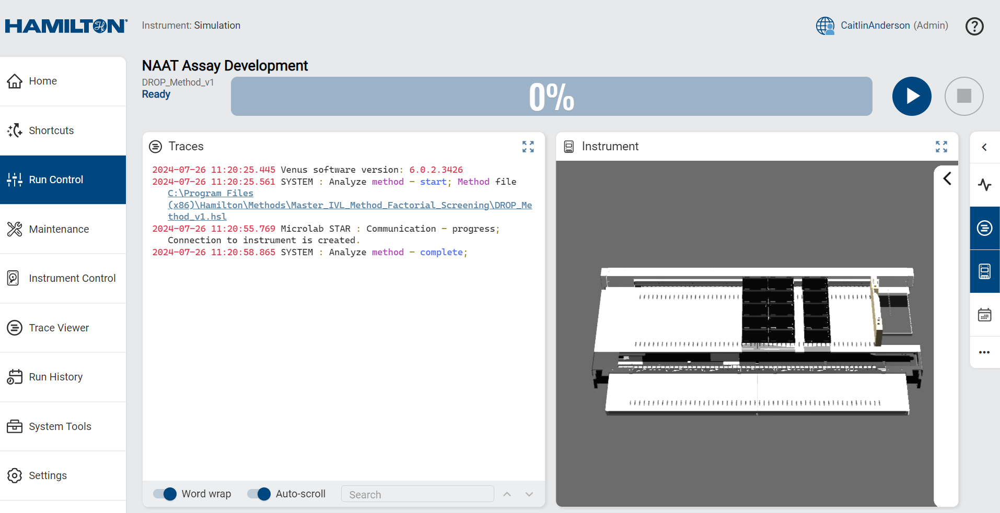 HAMILTON
Instrument: Simulation
CaitlinAnderson (Admin)
NAAT Assay Development
DROP_Method_v1
Ready
0%
Home
Shortcuts
Run Control
Maintenance
Instrument Control
Trace Viewer
Run History
System Tools
Settings
Traces
2024-07-26 11:20:25.445 Venus software version: 6.0.2.3426
2024-07-26 11:20:25.561 SYSTEM : Analyze method - start; Method file
C:\Program Files
(x86)\Hamilton\Methods\Master_IVL_Method_Factorial_Screening\DROP_Me
thod_v1.hsl
2024-07-26 11:20:55.769 Microlab STAR : Communication - progress;
Connection to instrument is created.
2024-07-26 11:20:58.865 SYSTEM : Analyze method - complete;
Word wrap
Auto-scroll
Search
Instrument